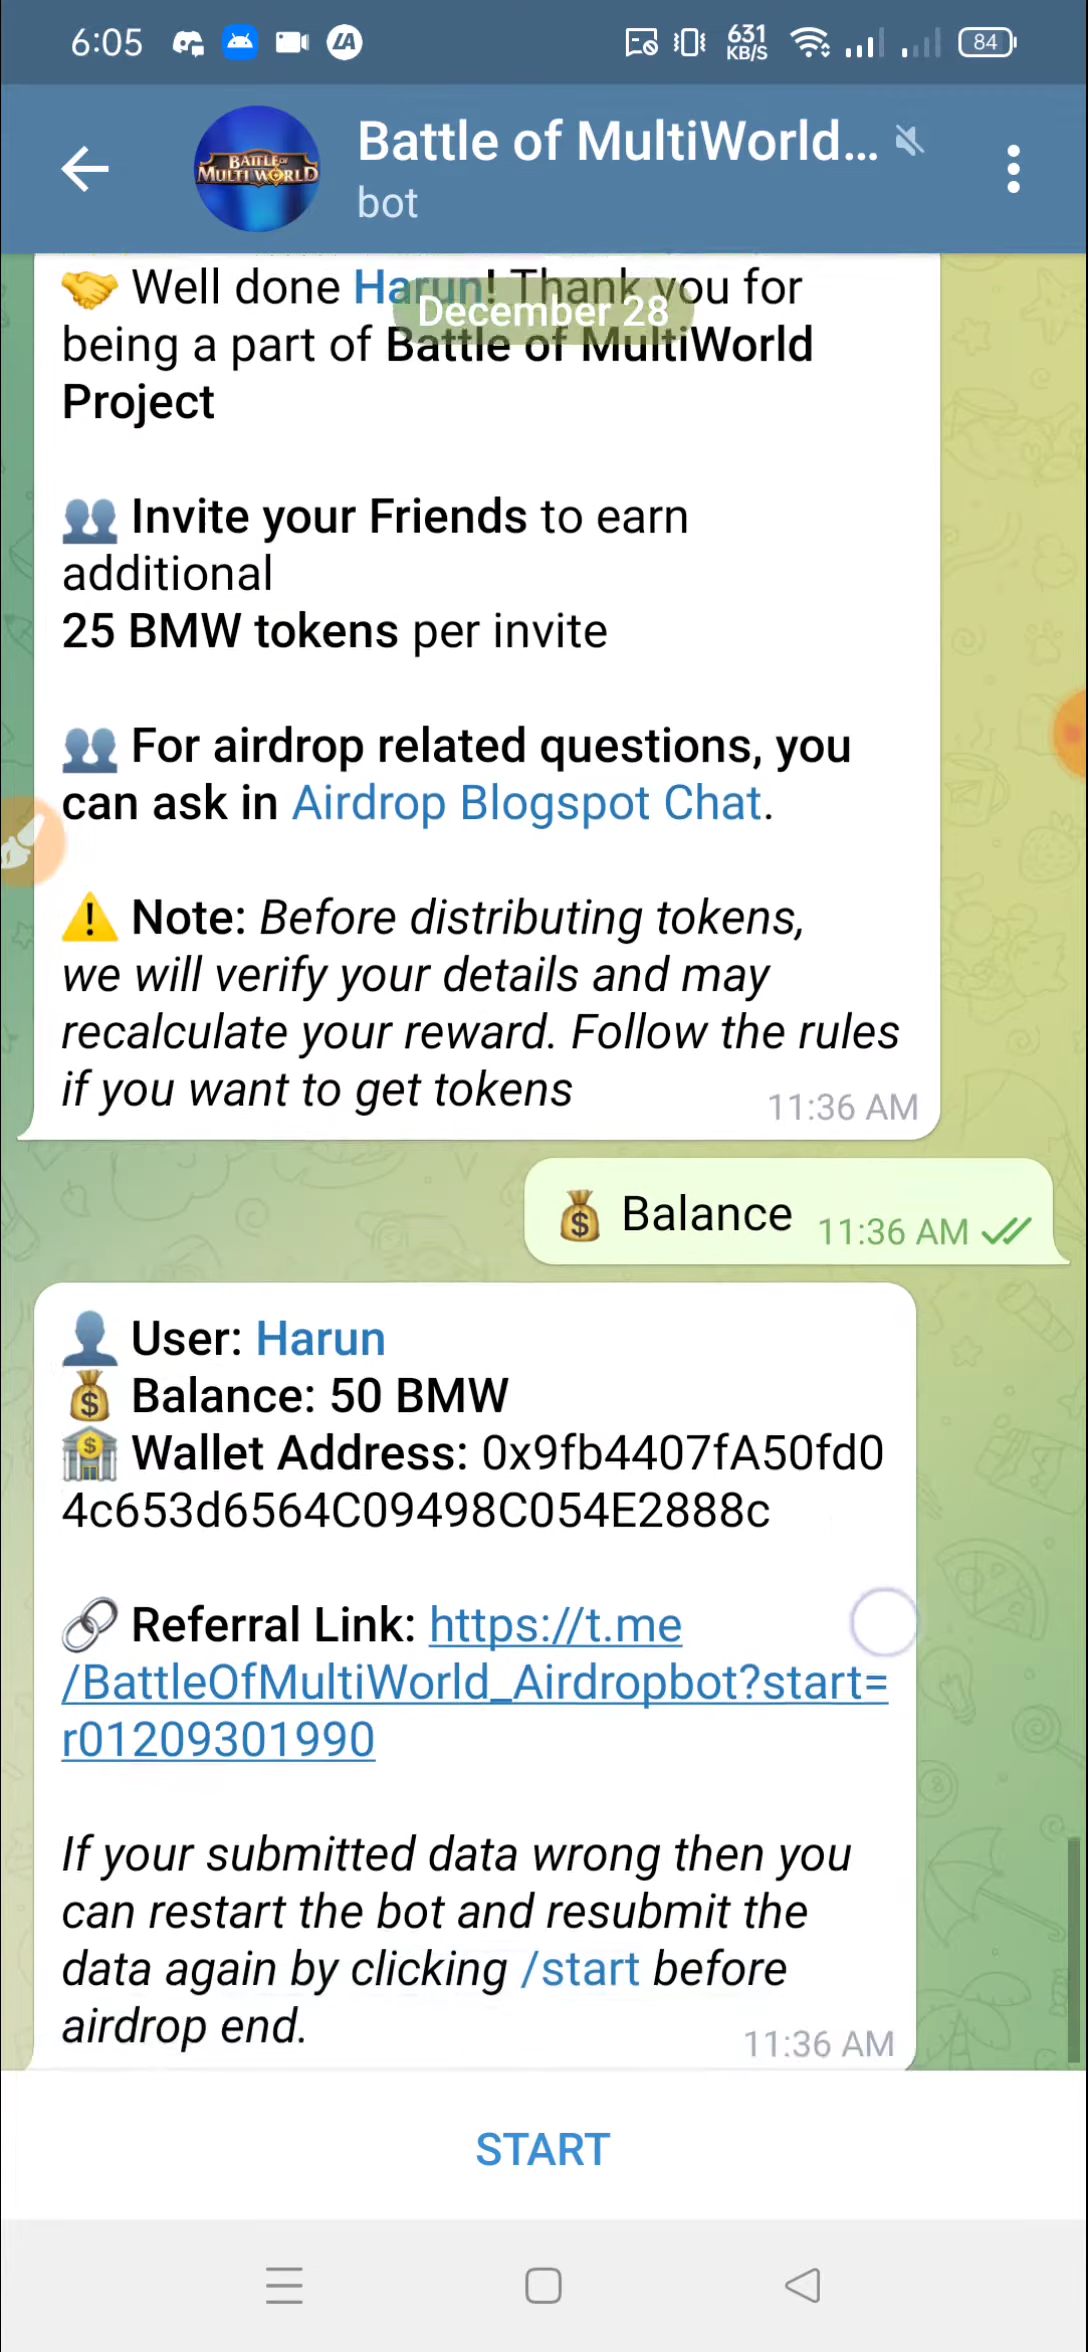 6:05
631
KB/S
84
BATTLE OF
MULTI WORLD
Battle of MultiWorld...
bot
🤝 Well done Harun! Thank you for
December 28
being a part of Battle of MultiWorld
Project
👥 Invite your Friends to earn
additional
25 BMW tokens per invite
👥 For airdrop related questions, you
can ask in Airdrop Blogspot Chat.
⚠️ Note: Before distributing tokens,
we will verify your details and may
recalculate your reward. Follow the rules
if you want to get tokens
11:36 AM
💰 Balance 11:36 AM
👤 User: Harun
💰 Balance: 50 BMW
🏦 Wallet Address: 0x9fb4407fA50fd0
4c653d6564C09498C054E2888c
🔗 Referral Link: https://t.me
/BattleOfMultiWorld_Airdropbot?start=
r01209301990
If your submitted data wrong then you
can restart the bot and resubmit the
data again by clicking /start before
airdrop end.
11:36 AM
START